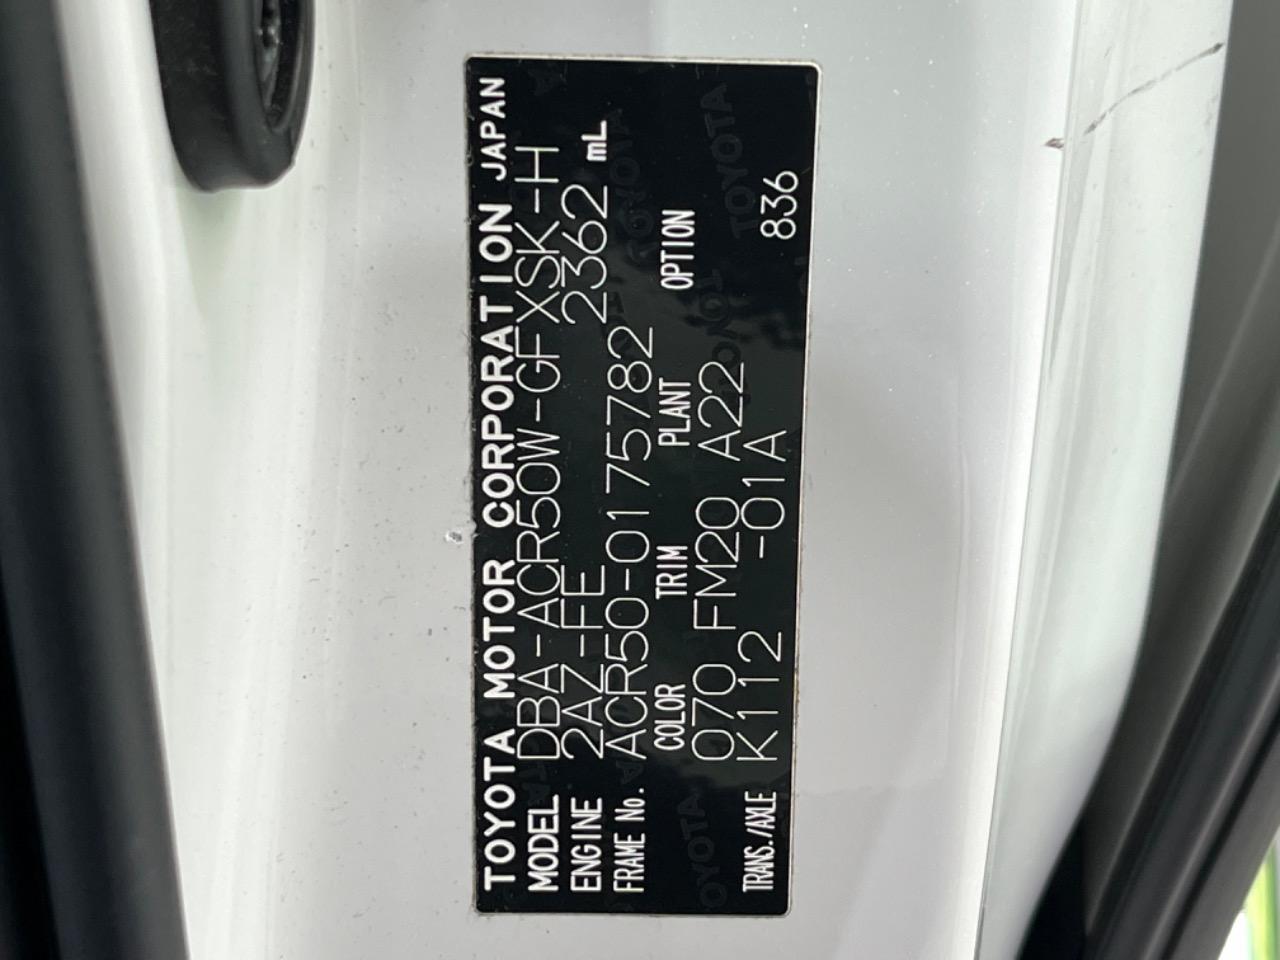 TOYOTA MOTOR CORPORATION JAPAN
MODEL DBA-ACR50W-GFXSK-H
ENGINE 2AZ-FE 2362 mL
FRAME No. ACR50-0175782
COLOR TRIM PLANT OPTION
070 FM20 A22
TRANS./AXLE K112 -01A 836